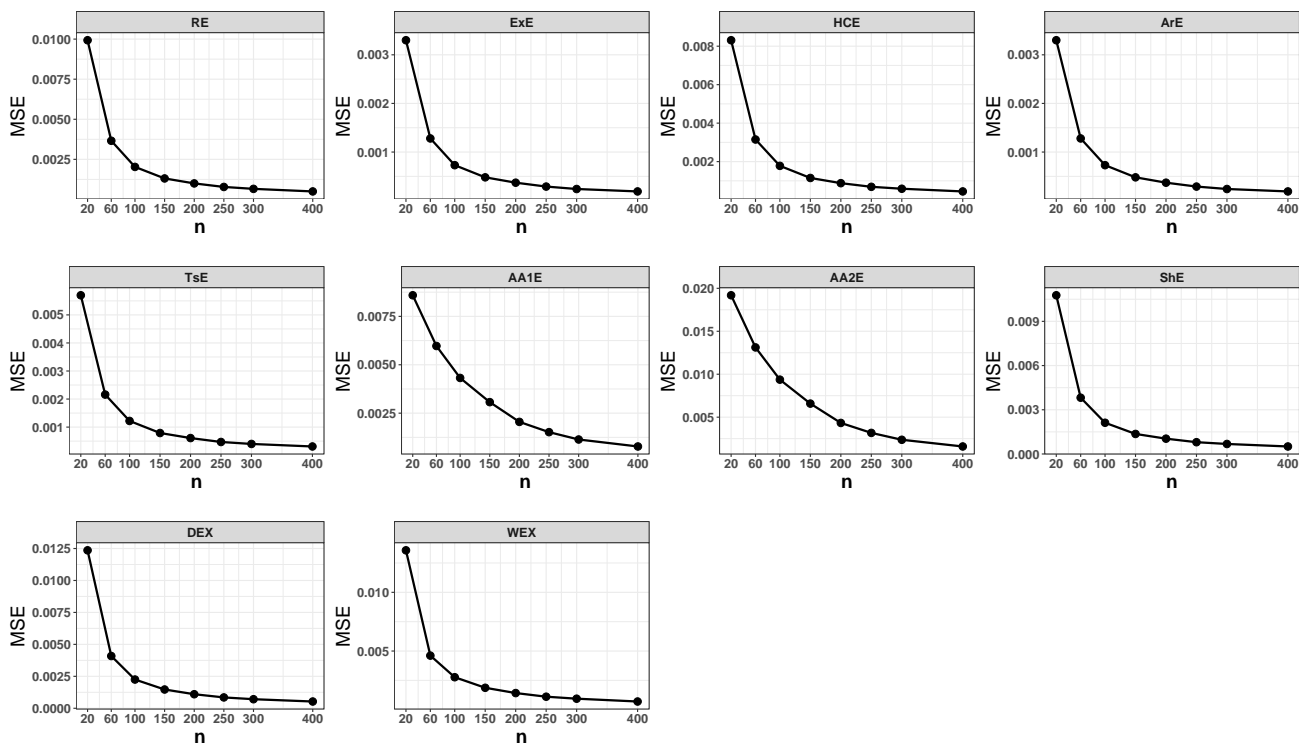 RE
0.0100
0.0075
0.0050
0.0025
MSE
20 60 100 150 200 250 300 400
n
ExE
0.003
0.002
0.001
MSE
20 60 100 150 200 250 300 400
n
HCE
0.008
0.006
0.004
0.002
MSE
20 60 100 150 200 250 300 400
n
ArE
0.003
0.002
0.001
MSE
20 60 100 150 200 250 300 400
n
TsE
0.005
0.004
0.003
0.002
0.001
MSE
20 60 100 150 200 250 300 400
n
AA1E
0.0075
0.0050
0.0025
MSE
20 60 100 150 200 250 300 400
n
AA2E
0.020
0.015
0.010
0.005
MSE
20 60 100 150 200 250 300 400
n
ShE
0.009
0.006
0.003
0.000
MSE
20 60 100 150 200 250 300 400
n
DEX
0.0125
0.0100
0.0075
0.0050
0.0025
0.0000
MSE
20 60 100 150 200 250 300 400
n
WEX
0.010
0.005
MSE
20 60 100 150 200 250 300 400
n